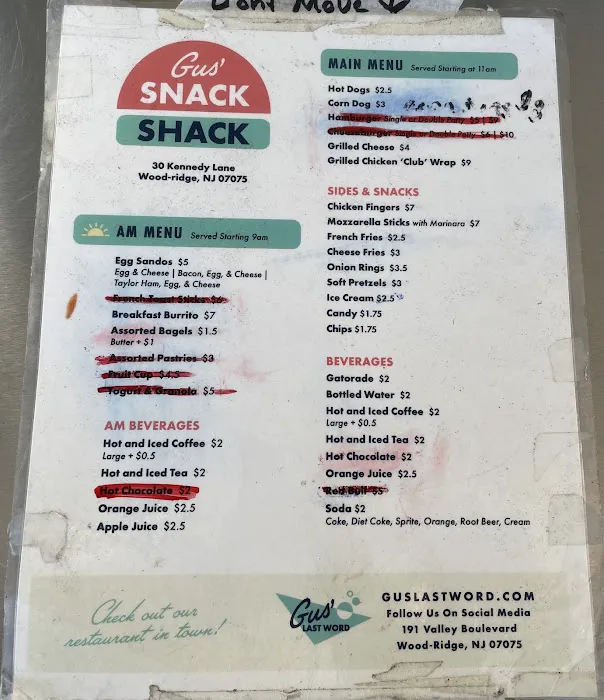 Don't Move
Gus'
SNACK
SHACK
30 Kennedy Lane
Wood-ridge, NJ 07075
AM MENU Served Starting 9am
Egg Sandos $5
Egg & Cheese | Bacon, Egg, & Cheese |
Taylor Ham, Egg, & Cheese
French Toast Sticks $6
Breakfast Burrito $7
Assorted Bagels $1.5
Butter + $1
Assorted Pastries $3
Fruit Cup $4.5
Yogurt & Granola $5
AM BEVERAGES
Hot and Iced Coffee $2
Large + $0.5
Hot and Iced Tea $2
Hot Chocolate $2
Orange Juice $2.5
Apple Juice $2.5
MAIN MENU Served Starting at 11am
Hot Dogs $2.5
Corn Dog $3
Hamburger Single or Double Patty $5 | $9
Cheeseburger Single or Double Patty $6 | $10
Grilled Cheese $4
Grilled Chicken 'Club' Wrap $9
SIDES & SNACKS
Chicken Fingers $7
Mozzarella Sticks with Marinara $7
French Fries $2.5
Cheese Fries $3
Onion Rings $3.5
Soft Pretzels $3
Ice Cream $2.5
Candy $1.75
Chips $1.75
BEVERAGES
Gatorade $2
Bottled Water $2
Hot and Iced Coffee $2
Large + $0.5
Hot and Iced Tea $2
Hot Chocolate $2
Orange Juice $2.5
Red Bull $5
Soda $2
Coke, Diet Coke, Sprite, Orange, Root Beer, Cream
Check out our
restaurant in town!
Gus'
LAST WORD
GUSLASTWORD.COM
Follow Us On Social Media
191 Valley Boulevard
Wood-Ridge, NJ 07075